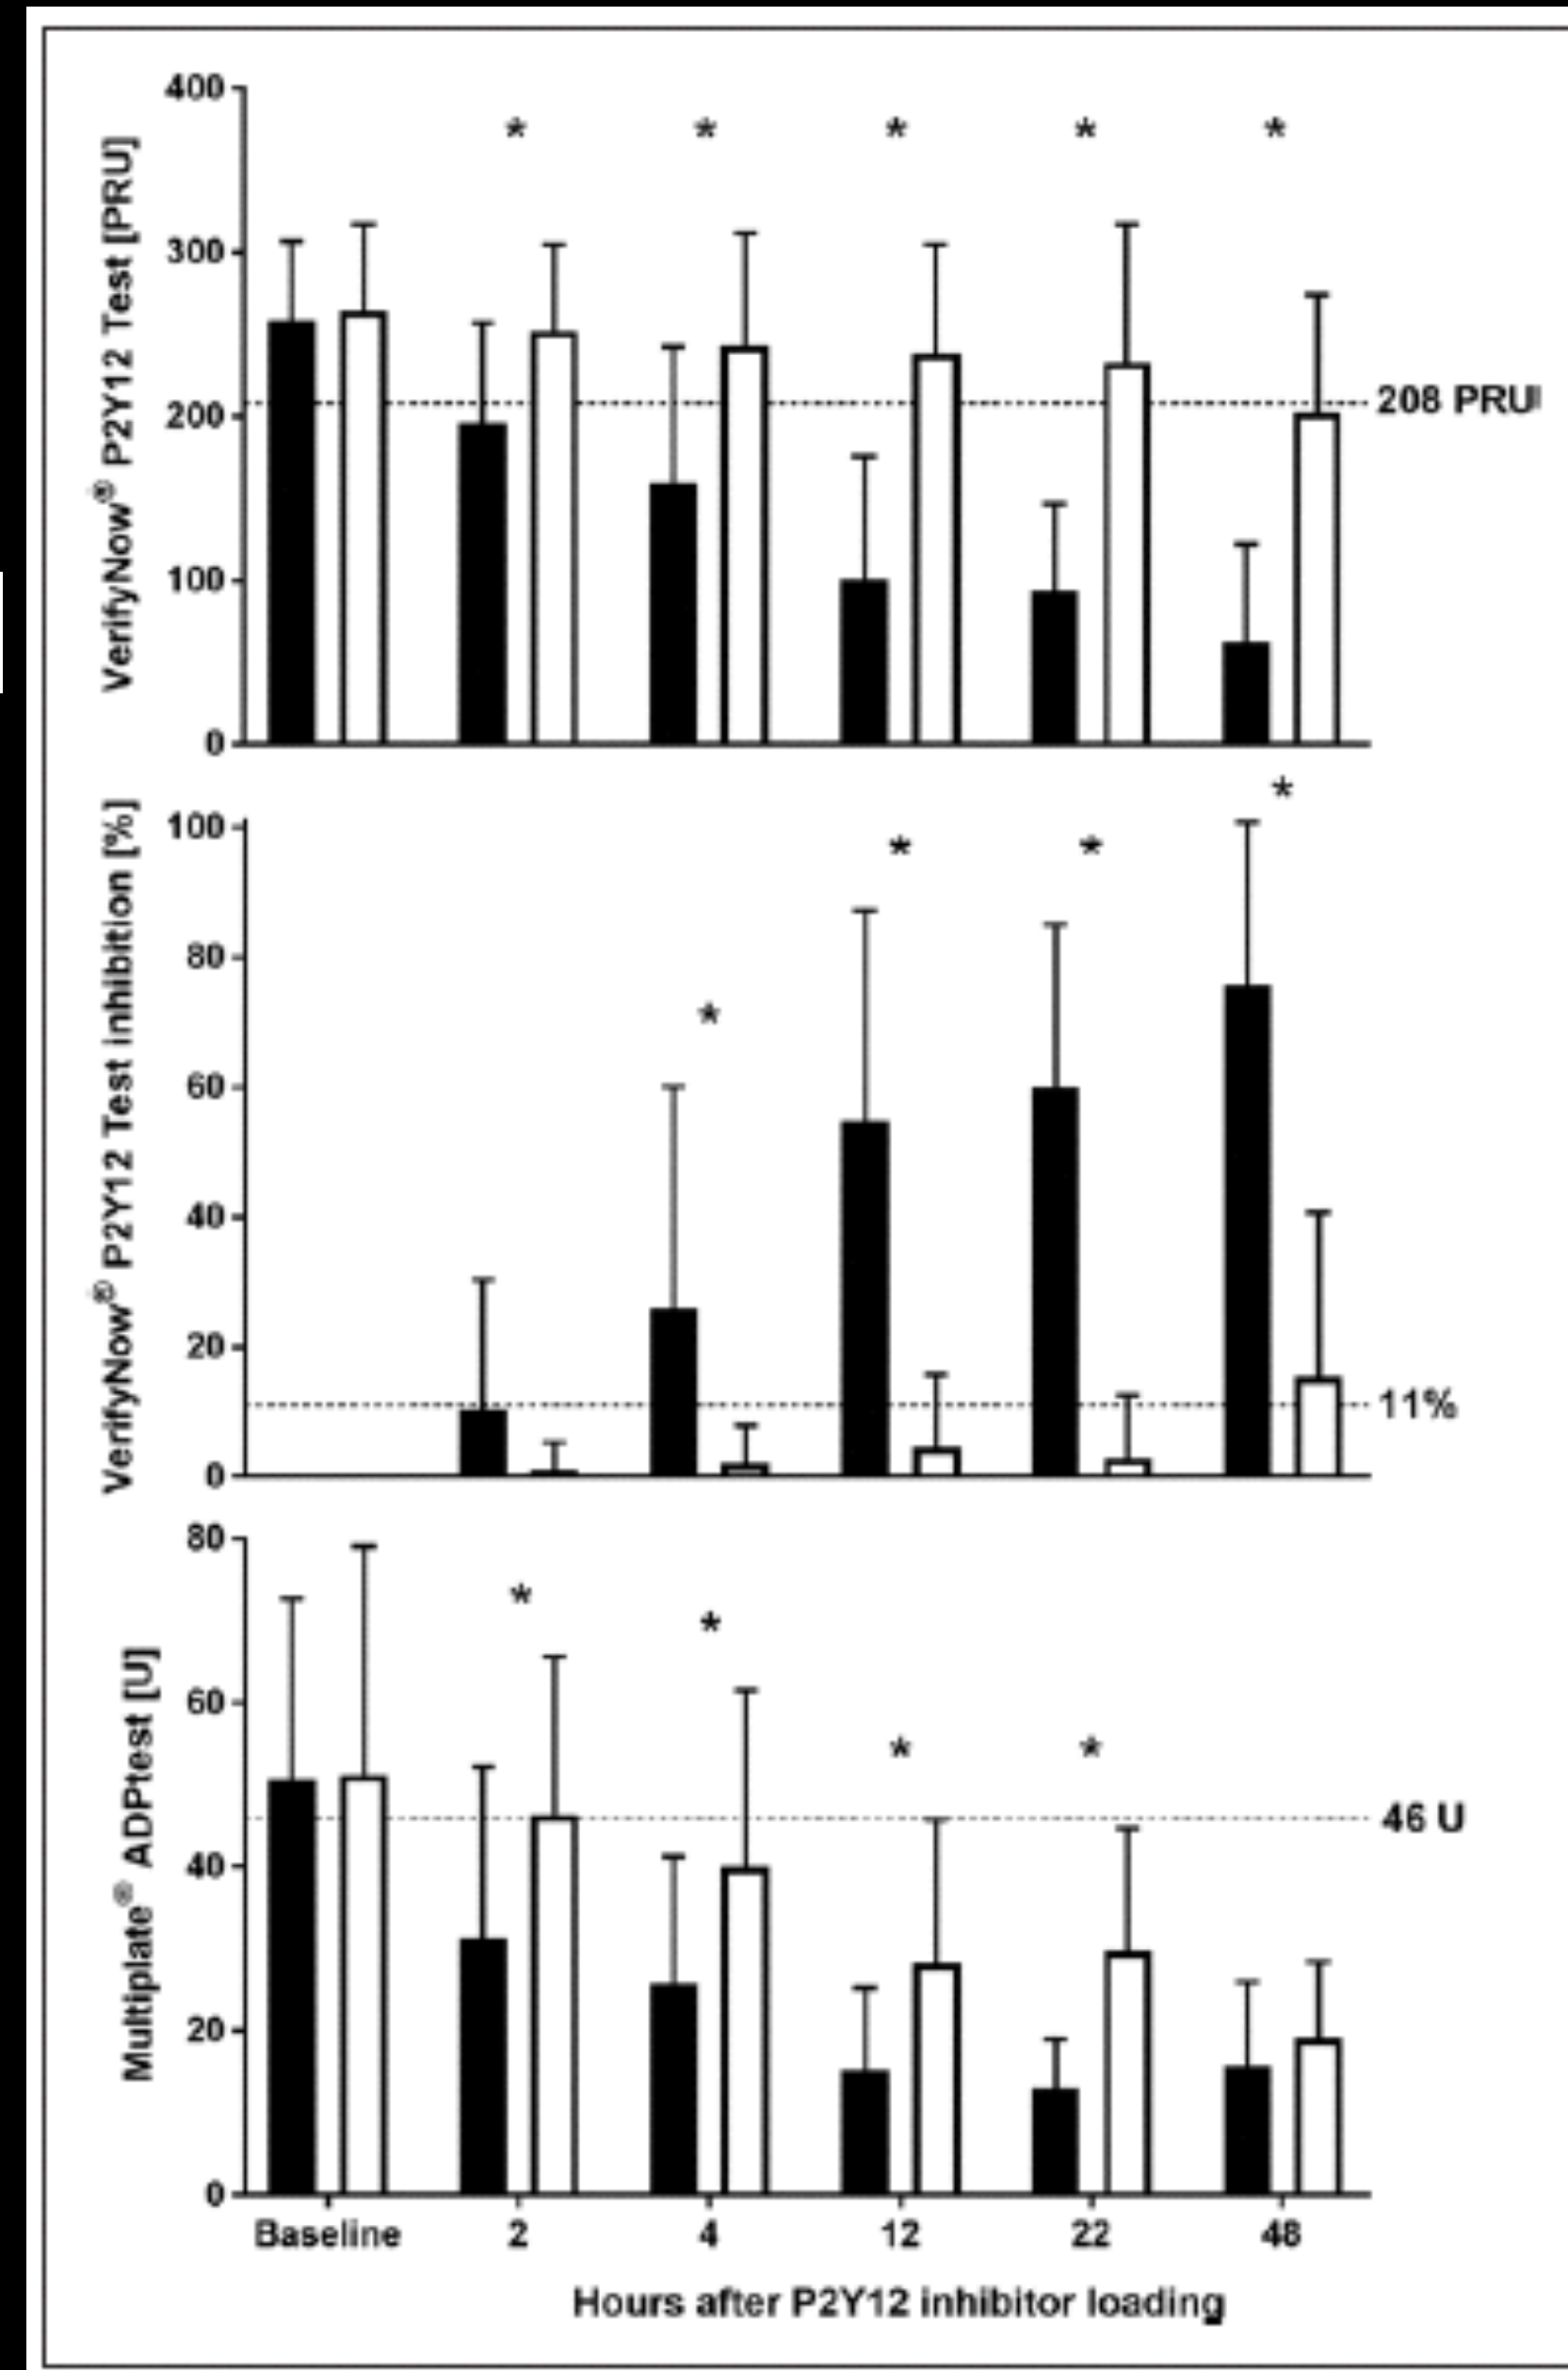 VerifyNow® P2Y12 Test [PRU]
400
300
200
100
0
* * * * *
208 PRU
VerifyNow® P2Y12 Test inhibition [%]
100
80
60
40
20
0
* * * *
11%
Multiplate® ADPtest [U]
80
60
40
20
0
* * * *
46 U
Baseline 2 4 12 22 48
Hours after P2Y12 inhibitor loading